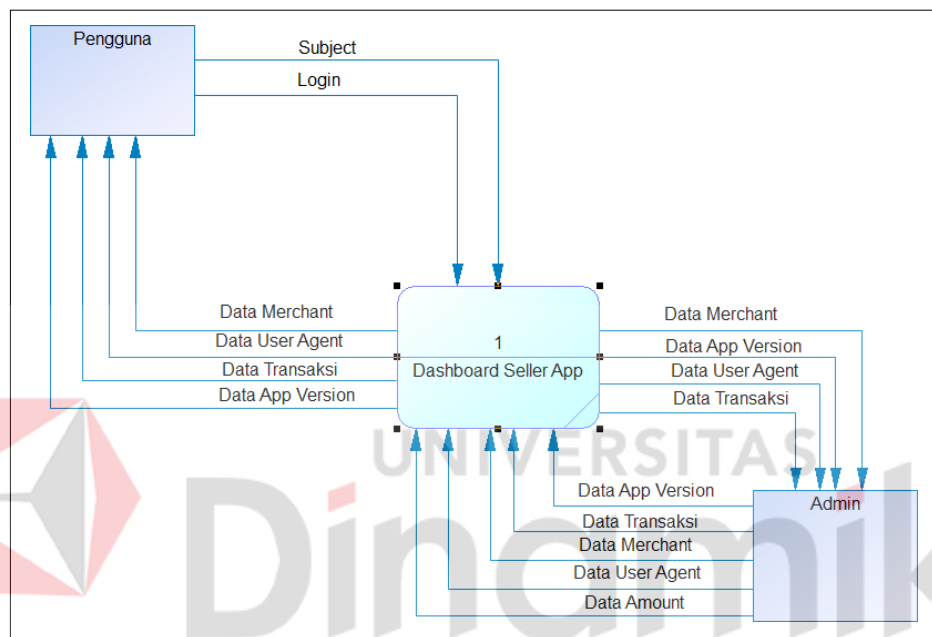 Pengguna
Subject
Login
Data Merchant
Data User Agent
Data Transaksi
Data App Version
1
Dashboard Seller App
Data Merchant
Data App Version
Data User Agent
Data Transaksi
UNIVERSITAS
Dinamik
Data App Version
Data Transaksi
Data Merchant
Data User Agent
Data Amount
Admin